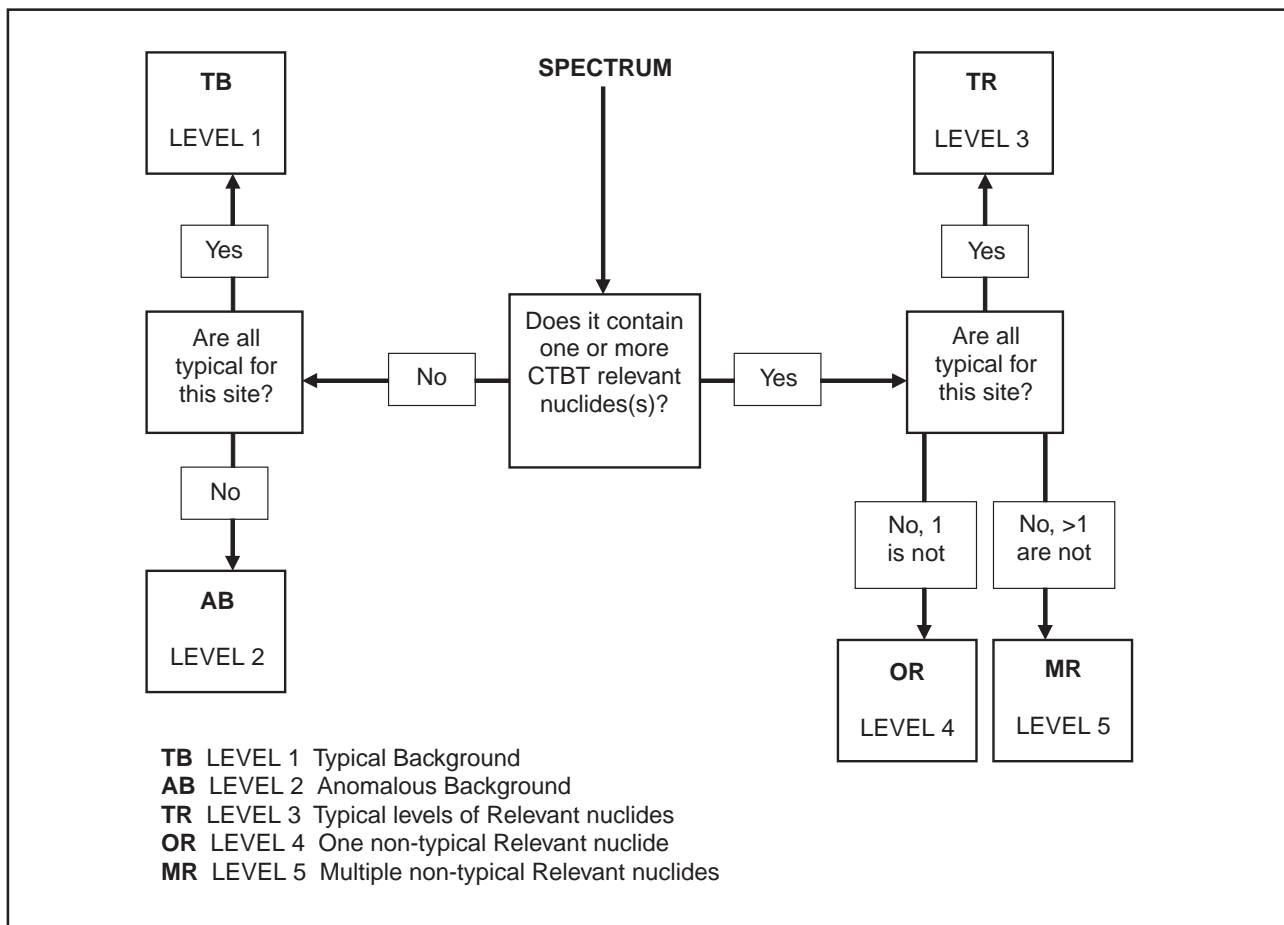 TB
LEVEL 1
SPECTRUM
TR
LEVEL 3
Yes
Yes
Are all
typical for
this site?
No
Does it contain
one or more
CTBT relevant
nuclides(s)?
Yes
Are all
typical for
this site?
No
No, 1
is not
No, >1
are not
AB
LEVEL 2
OR
LEVEL 4
MR
LEVEL 5
TB LEVEL 1 Typical Background
AB LEVEL 2 Anomalous Background
TR LEVEL 3 Typical levels of Relevant nuclides
OR LEVEL 4 One non-typical Relevant nuclide
MR LEVEL 5 Multiple non-typical Relevant nuclides